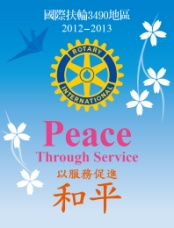 國際扶輪3490地區
2012-2013
ROTARY
INTERNATIONAL
Peace
Through Service
以服務促進
和平